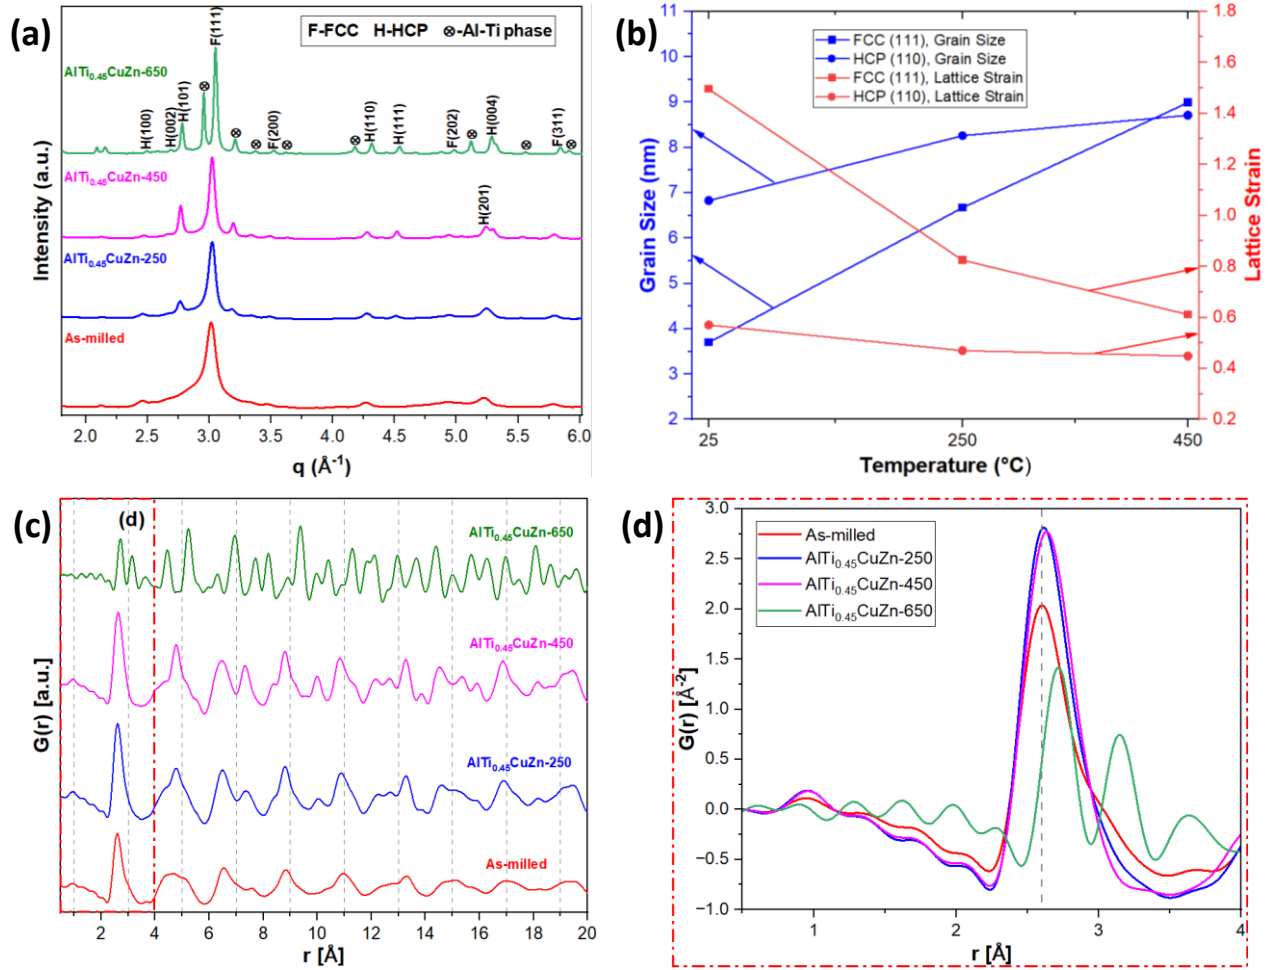 (a)
F-FCC H-HCP ⊗-Al-Ti phase
AlTi0.45CuZn-650
H(100)
H(002)
H(101)
⊗
F(111)
⊗
⊗
F(200)
⊗
⊗
H(110)
H(111)
F(202)
⊗
H(004)
⊗
F(311)
⊗
AlTi0.45CuZn-450
H(201)
AlTi0.45CuZn-250
As-milled
Intensity (a.u.)
2.0 2.5 3.0 3.5 4.0 4.5 5.0 5.5 6.0
q (Å-1)
(b)
FCC (111), Grain Size
HCP (110), Grain Size
FCC (111), Lattice Strain
HCP (110), Lattice Strain
11
10
9
8
7
6
5
4
3
2
Grain Size (nm)
1.8
1.6
1.4
1.2
1.0
0.8
0.6
0.4
0.2
Lattice Strain
25 250 450
Temperature (°C)
(c)
(d)
AlTi0.45CuZn-650
AlTi0.45CuZn-450
AlTi0.45CuZn-250
As-milled
G(r) [a.u.]
2 4 6 8 10 12 14 16 18 20
r [Å]
(d)
As-milled
AlTi0.45CuZn-250
AlTi0.45CuZn-450
AlTi0.45CuZn-650
3.0
2.5
2.0
1.5
1.0
0.5
0.0
−0.5
−1.0
G(r) [Å-2]
1 2 3 4
r [Å]